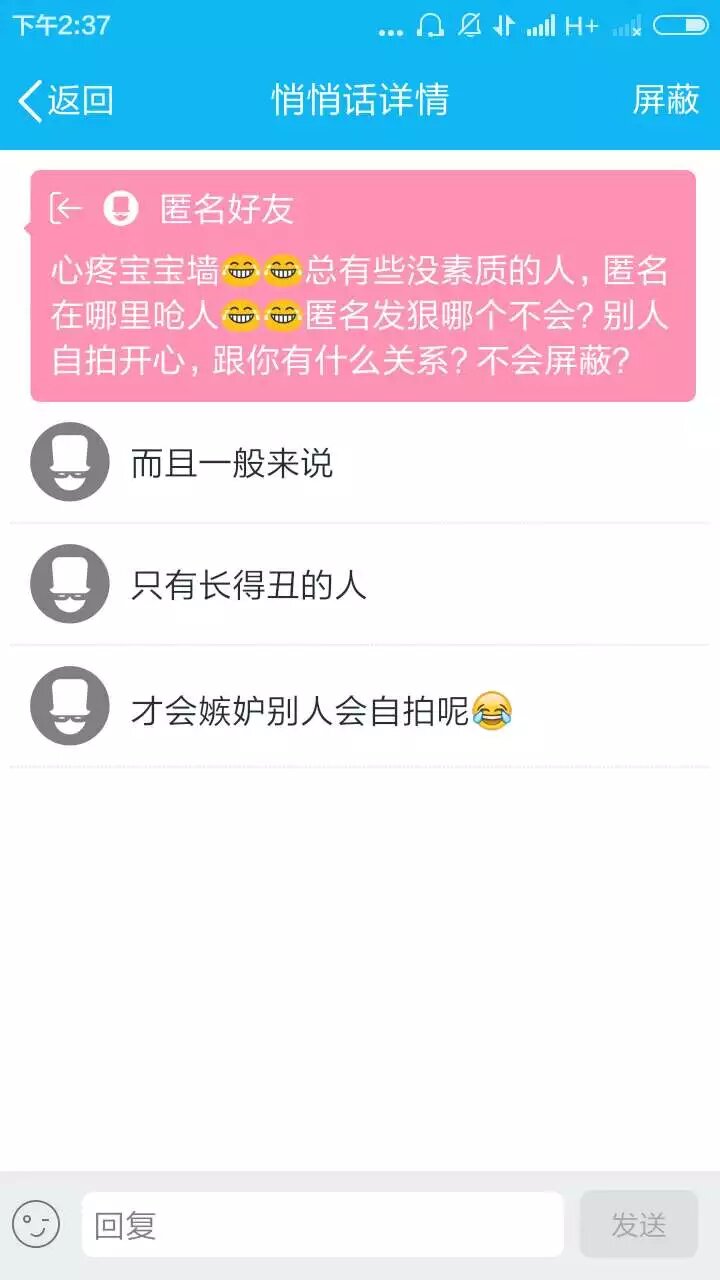 下午2:37
H+
返回
悄悄话详情
屏蔽
匿名好友
心疼宝宝墙😂😂总有些没素质的人，匿名
在哪里呛人😂😂匿名发狠哪个不会？别人
自拍开心，跟你有什么关系？不会屏蔽？
而且一般来说
只有长得丑的人
才会嫉妒别人会自拍呢😂
回复
发送